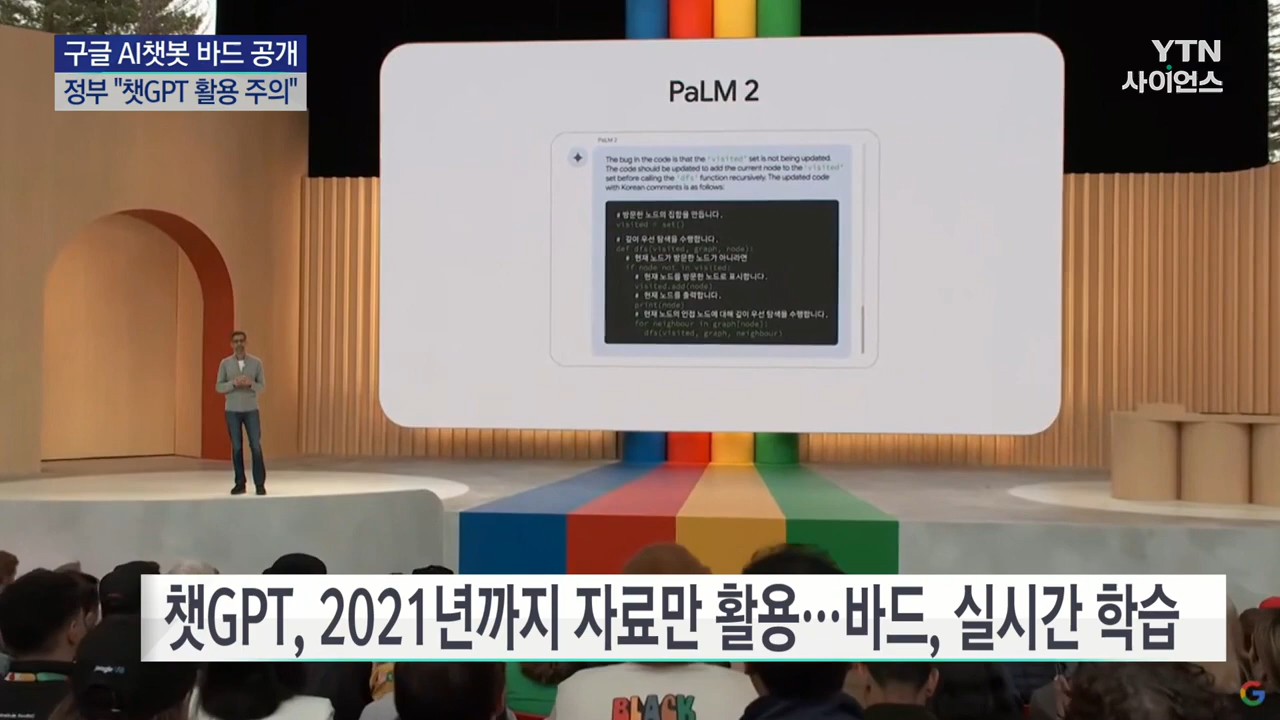 구글 AI챗봇 바드 공개
정부 "챗GPT 활용 주의"
YTN
사이언스
PaLM 2
PaLM 2
The bug in the code is that the 'visited' set is not being updated.
The code should be updated to add the current node to the 'visited'
set before calling the 'dfs' function recursively. The updated code
with Korean comments is as follows:
# 방문한 노드의 집합을 만듭니다.
visited = set()
# 깊이 우선 탐색을 수행합니다.
def dfs(visited, graph, node):
# 현재 노드가 방문한 노드가 아니라면
if node not in visited:
# 현재 노드를 방문한 노드로 표시합니다.
visited.add(node)
# 현재 노드를 출력합니다.
print(node)
# 현재 노드의 인접 노드에 대해 깊이 우선 탐색을 수행합니다.
for neighbour in graph[node]:
dfs(visited, graph, neighbour)
챗GPT, 2021년까지 자료만 활용…바드, 실시간 학습
BLACK
G